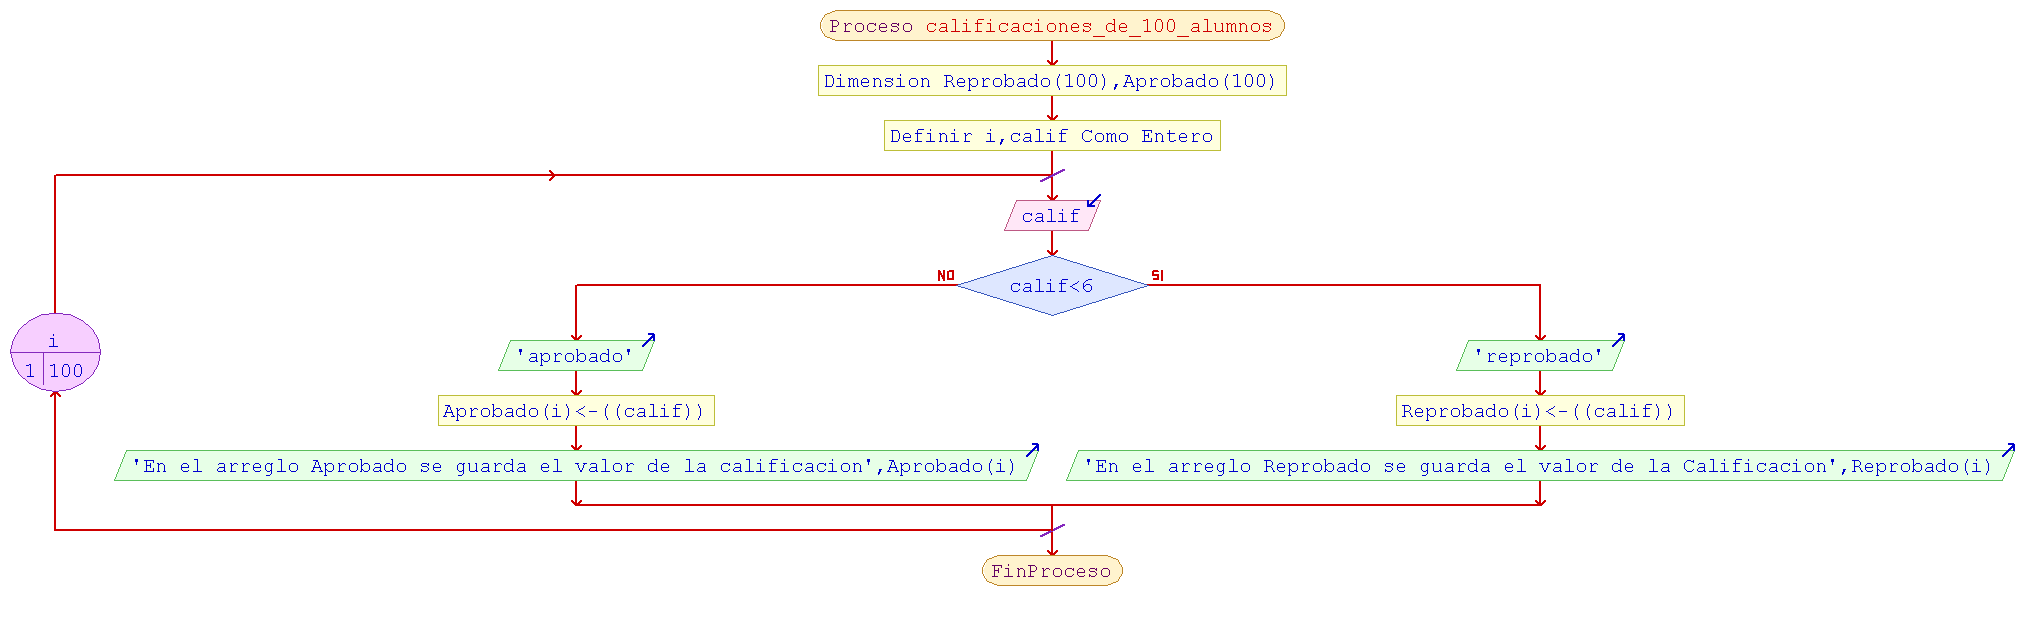 Proceso calificaciones_de_100_alumnos
Dimension Reprobado(100),Aprobado(100)
Definir i,calif Como Entero
calif
NO
SI
calif<6
i
1 100
'aprobado'
'reprobado'
Aprobado(i)<-((calif))
Reprobado(i)<-((calif))
'En el arreglo Aprobado se guarda el valor de la calificacion',Aprobado(i)
'En el arreglo Reprobado se guarda el valor de la Calificacion',Reprobado(i)
FinProceso